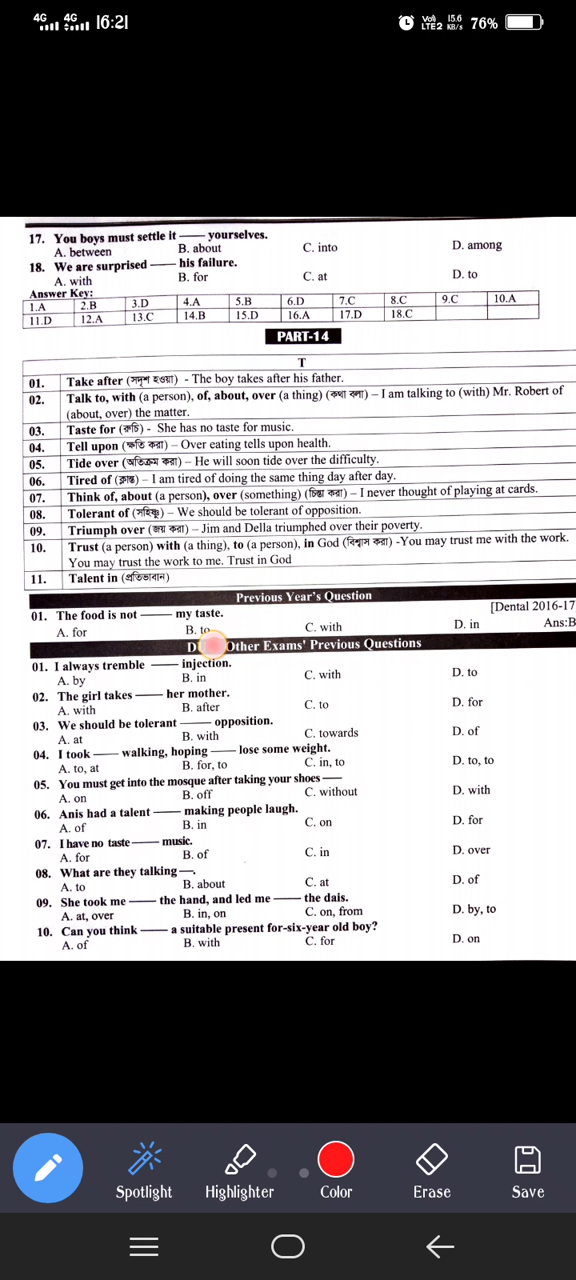 4G 4G 16:21 Vo) LTE2 15.6 KB/s 76%
17. You boys must settle it —— yourselves.
A. between B. about C. into D. among
18. We are surprised —— his failure.
A. with B. for C. at D. to
Answer Key:
1.A 2.B 3.D 4.A 5.B 6.D 7.C 8.C 9.C 10.A
11.D 12.A 13.C 14.B 15.D 16.A 17.D 18.C
PART-14
T
01. Take after (সদৃশ হওয়া) - The boy takes after his father.
02. Talk to, with (a person), of, about, over (a thing) (কথা বলা) – I am talking to (with) Mr. Robert of
(about, over) the matter.
03. Taste for (রুচি) - She has no taste for music.
04. Tell upon (ক্ষতি করা) – Over eating tells upon health.
05. Tide over (অতিক্রম করা) – He will soon tide over the difficulty.
06. Tired of (ক্লান্ত) – I am tired of doing the same thing day after day.
07. Think of, about (a person), over (something) (চিন্তা করা) – I never thought of playing at cards.
08. Tolerant of (সহিষ্ণু) – We should be tolerant of opposition.
09. Triumph over (জয় করা) – Jim and Della triumphed over their poverty.
10. Trust (a person) with (a thing), to (a person), in God (বিশ্বাস করা) -You may trust me with the work.
You may trust the work to me. Trust in God
11. Talent in (প্রতিভাবান)
Previous Year's Question
01. The food is not —— my taste. [Dental 2016-17
A. for B. to C. with D. in Ans:B
Other Exams' Previous Questions
01. I always tremble —— injection.
A. by B. in C. with D. to
02. The girl takes —— her mother.
A. with B. after C. to D. for
03. We should be tolerant —— opposition.
A. at B. with C. towards D. of
04. I took —— walking, hoping —— lose some weight.
A. to, at B. for, to C. in, to D. to, to
05. You must get into the mosque after taking your shoes ——
A. on B. off C. without D. with
06. Anis had a talent —— making people laugh.
A. of B. in C. on D. for
07. I have no taste —— music.
A. for B. of C. in D. over
08. What are they talking —.
A. to B. about C. at D. of
09. She took me —— the hand, and led me —— the dais.
A. at, over B. in, on C. on, from D. by, to
10. Can you think —— a suitable present for-six-year old boy?
A. of B. with C. for D. on
Spotlight Highlighter Color Erase Save